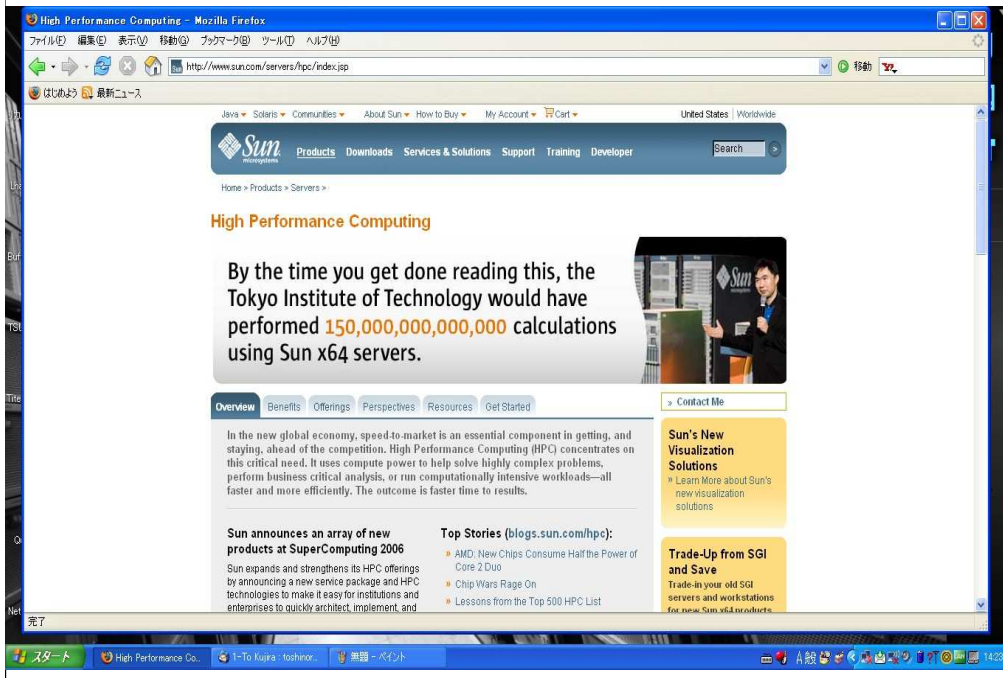 High Performance Computing - Mozilla Firefox
ファイル(F) 編集(E) 表示(V) 移動(G) ブックマーク(B) ツール(T) ヘルプ(H)
http://www.sun.com/servers/hpc/index.jsp 移動
はじめよう 最新ニュース
Java Solaris Communities About Sun How to Buy My Account Cart United States Worldwide
Sun microsystems Products Downloads Services & Solutions Support Training Developer Search
Home > Products > Servers >
High Performance Computing
By the time you get done reading this, the
Tokyo Institute of Technology would have
performed 150,000,000,000,000 calculations
using Sun x64 servers.
Sun
Overview Benefits Offerings Perspectives Resources Get Started
» Contact Me
In the new global economy, speed-to-market is an essential component in getting, and
staying, ahead of the competition. High Performance Computing (HPC) concentrates on
this critical need. It uses compute power to help solve highly complex problems,
perform business critical analysis, or run computationally intensive workloads—all
faster and more efficiently. The outcome is faster time to results.
Sun announces an array of new
products at SuperComputing 2006
Sun expands and strengthens its HPC offerings
by announcing a new service package and HPC
technologies to make it easy for institutions and
enterprises to quickly architect, implement, and
Top Stories (blogs.sun.com/hpc):
» AMD: New Chips Consume Half the Power of
Core 2 Duo
» Chip Wars Rage On
» Lessons from the Top 500 HPC List
Sun's New
Visualization
Solutions
» Learn More about Sun's
new visualization
solutions
Trade-Up from SGI
and Save
Trade-in your old SGI
servers and workstations
for new Sun x64 products
完了
スタート High Performance Co.. 1-To Kujira : toshinor.. 無題 - ペイント A 般 14:23